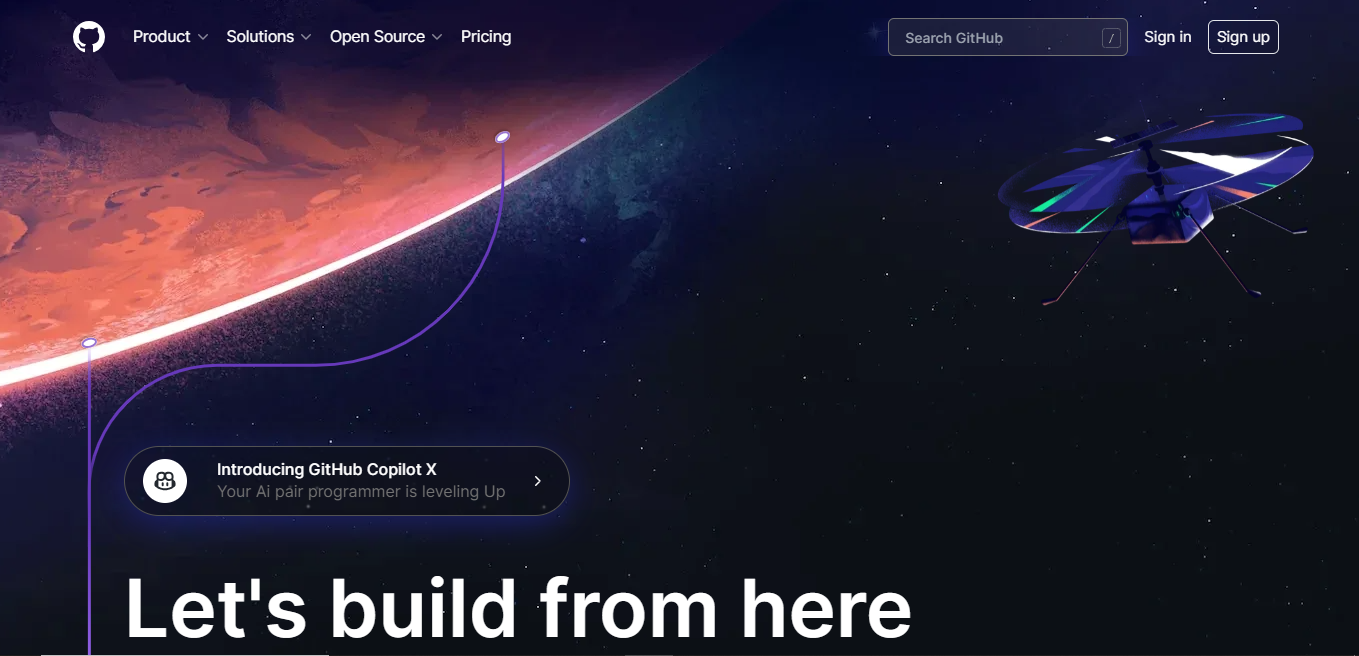 Product Solutions Open Source Pricing Search GitHub / Sign in Sign up
Introducing GitHub Copilot X
Your Ai pair programmer is leveling Up
Let's build from here